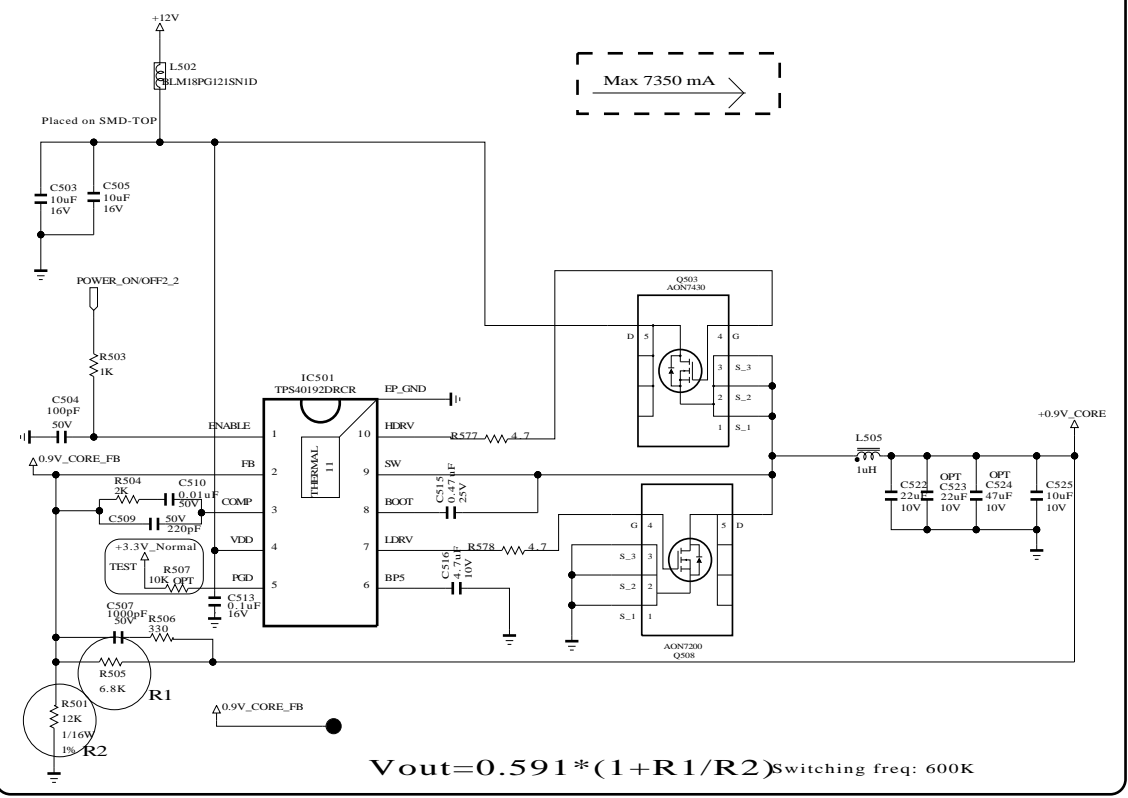 +12V
L502
BLM18PG121SN1D
Max 7350 mA
Placed on SMD-TOP
C503
10uF
16V
C505
10uF
16V
POWER_ON/OFF2_2
Q503
AON7430
D
5
4
G
3
S_3
2
S_2
1
S_1
R503
1K
IC501
TPS40192DRCR
EP_GND
C504
100pF
50V
ENABLE
1
10
HDRV
R577
4.7
+0.9V_CORE
L505
1uH
0.9V_CORE_FB
FB
2
9
SW
THERMAL
11
R504
2K
C510
0.01uF
50V
COMP
3
8
BOOT
C515
0.47uF
25V
C509
50V
220pF
C522
22uF
10V
OPT
C523
22uF
10V
OPT
C524
47uF
10V
C525
10uF
10V
G
4
5
D
S_3
3
S_2
2
S_1
1
AON7200
Q508
+3.3V_Normal
TEST
R507
10K
OPT
VDD
4
7
LDRV
R578
4.7
PGD
5
6
BP5
C516
4.7uF
10V
C513
0.1uF
16V
C507
1000pF
50V
R506
330
R505
6.8K
R1
R501
12K
1/16W
1%
R2
0.9V_CORE_FB
Vout=0.591*(1+R1/R2)
Switching freq: 600K